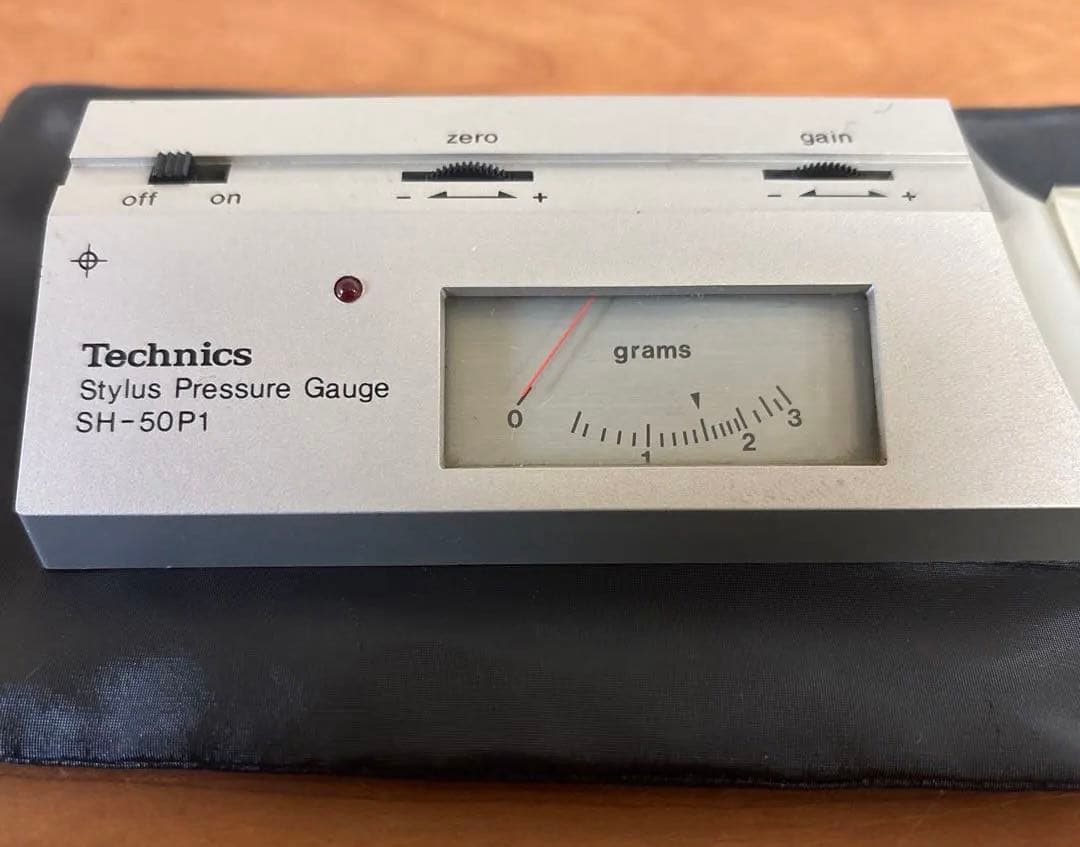 zero
gain
off
on
-
+
-
+
Technics
Stylus Pressure Gauge
SH-50P1
grams
0
1
2
3